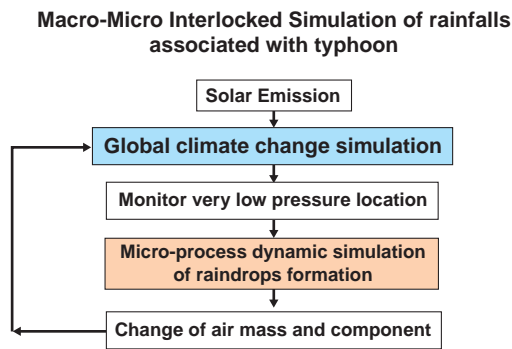 Macro-Micro Interlocked Simulation of rainfalls
associated with typhoon
Solar Emission
Global climate change simulation
Monitor very low pressure location
Micro-process dynamic simulation
of raindrops formation
Change of air mass and component